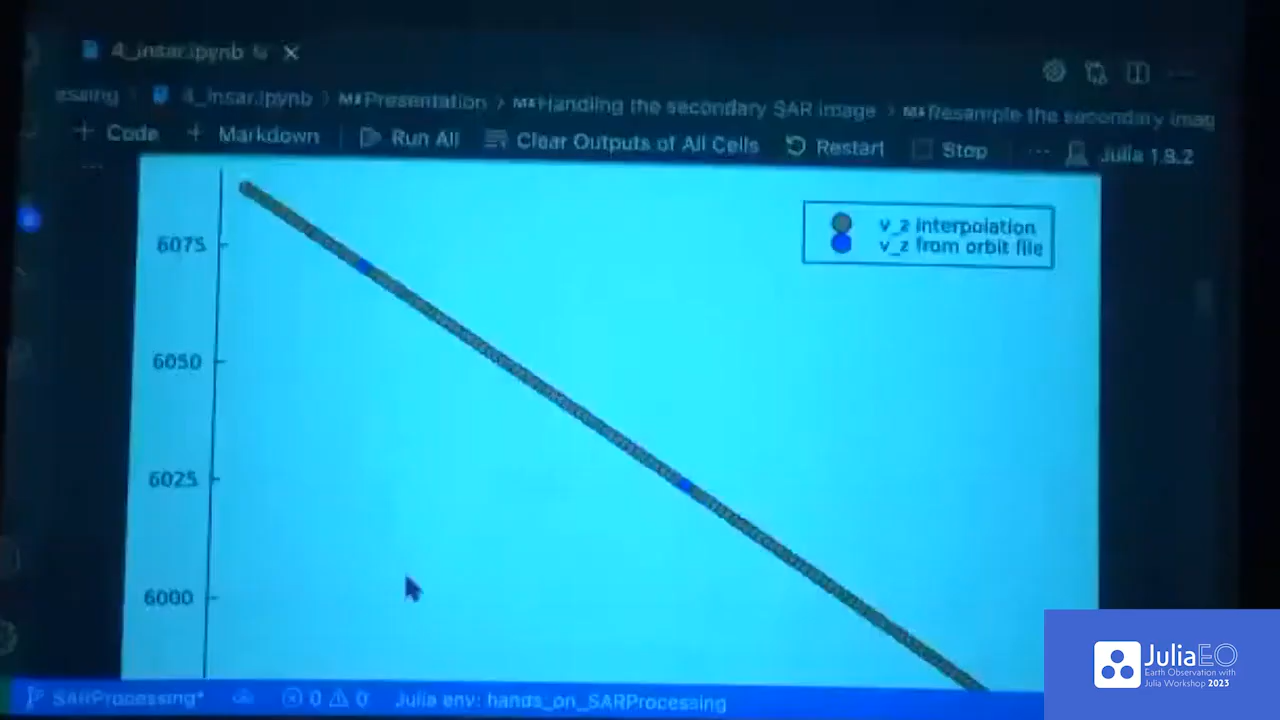 4_insar.ipynb
4_insar.ipynb > M↓Presentation > M↓Handling the secondary SAR image > M↓Resample the secondary imag
+ Code + Markdown Run All Clear Outputs of All Cells Restart Stop ... Julia 1.8.2
...
v_z interpolation
v_z from orbit file
6075
6050
6025
6000
SARProcessing* 0 0 Julia env: hands_on_SARProcessing
JuliaEO
Earth Observation with
Julia Workshop 2023